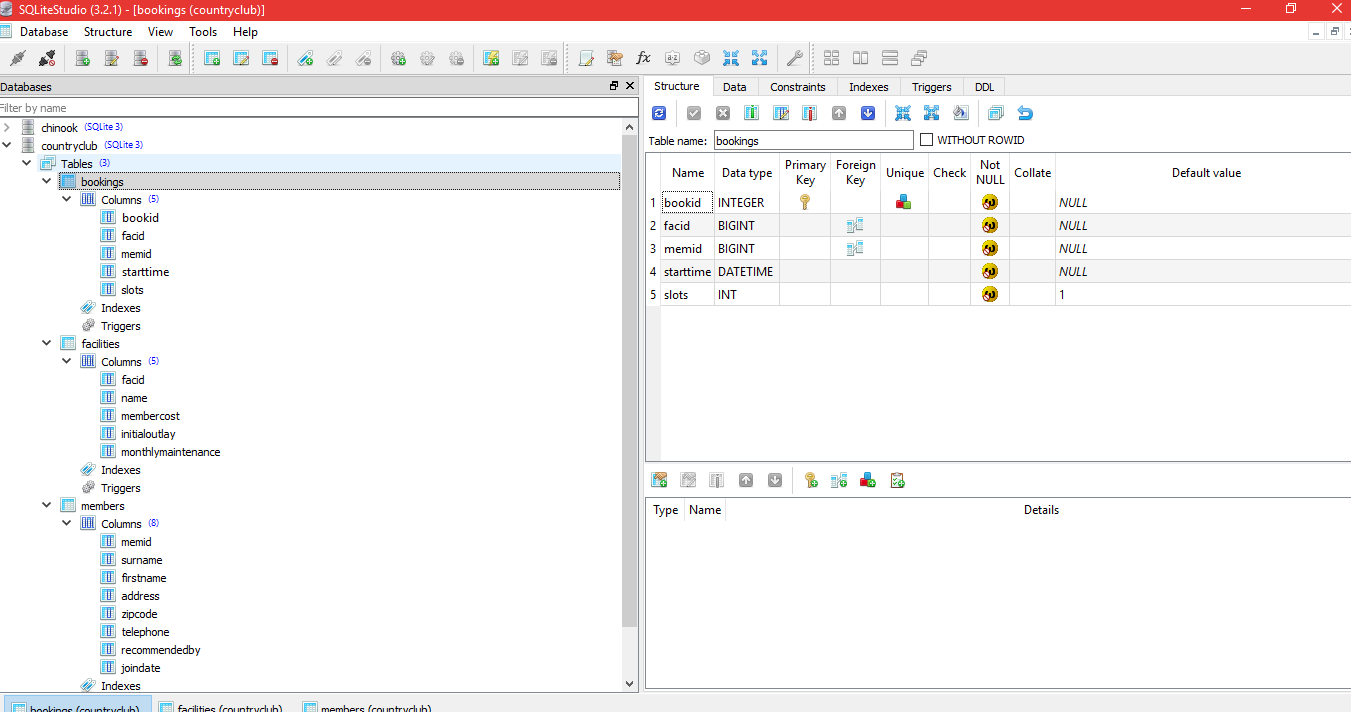 SQLiteStudio (3.2.1) - [bookings (countryclub)]
Database Structure View Tools Help
Databases
Filter by name
chinook (SQLite 3)
countryclub (SQLite 3)
Tables (3)
bookings
Columns (5)
bookid
facid
memid
starttime
slots
Indexes
Triggers
facilities
Columns (5)
facid
name
membercost
initialoutlay
monthlymaintenance
Indexes
Triggers
members
Columns (8)
memid
surname
firstname
address
zipcode
telephone
recommendedby
joindate
Indexes
Structure Data Constraints Indexes Triggers DDL
Table name: bookings WITHOUT ROWID
Name Data type Primary Key Foreign Key Unique Check Not NULL Collate Default value
1 bookid INTEGER NULL
2 facid BIGINT NULL
3 memid BIGINT NULL
4 starttime DATETIME NULL
5 slots INT 1
Type Name Details
bookings (countryclub) facilities (countryclub) members (countryclub)